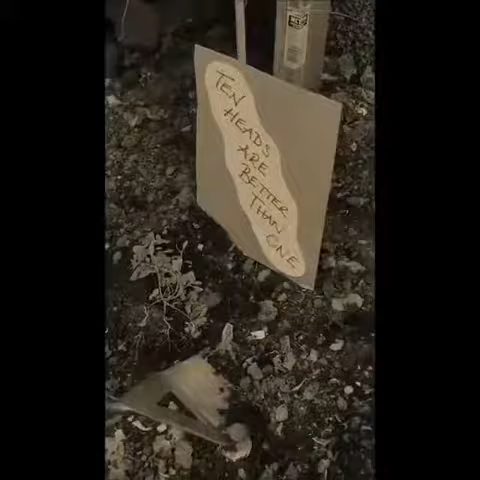 TEN
HEADS
ARE
BETTER
THAN
ONE